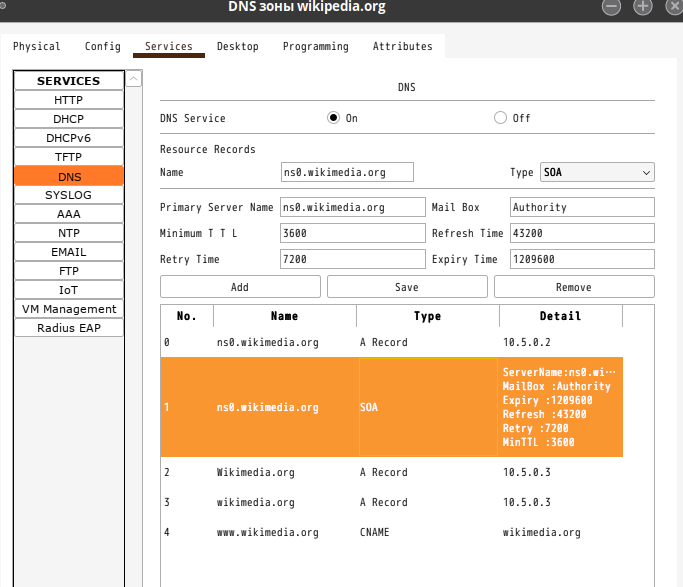 DNS зоны wikipedia.org
Physical Config Services Desktop Programming Attributes
SERVICES
HTTP
DHCP
DHCPv6
TFTP
DNS
SYSLOG
AAA
NTP
EMAIL
FTP
IoT
VM Management
Radius EAP
DNS
DNS Service On Off
Resource Records
Name ns0.wikimedia.org Type SOA
Primary Server Name ns0.wikimedia.org Mail Box Authority
Minimum T T L 3600 Refresh Time 43200
Retry Time 7200 Expiry Time 1209600
Add Save Remove
No. Name Type Detail
0 ns0.wikimedia.org A Record 10.5.0.2
1 ns0.wikimedia.org SOA
ServerName:ns0.wi···
MailBox :Authority
Expiry :1209600
Refresh :43200
Retry :7200
MinTTL :3600
2 Wikimedia.org A Record 10.5.0.3
3 wikimedia.org A Record 10.5.0.3
4 www.wikimedia.org CNAME wikimedia.org